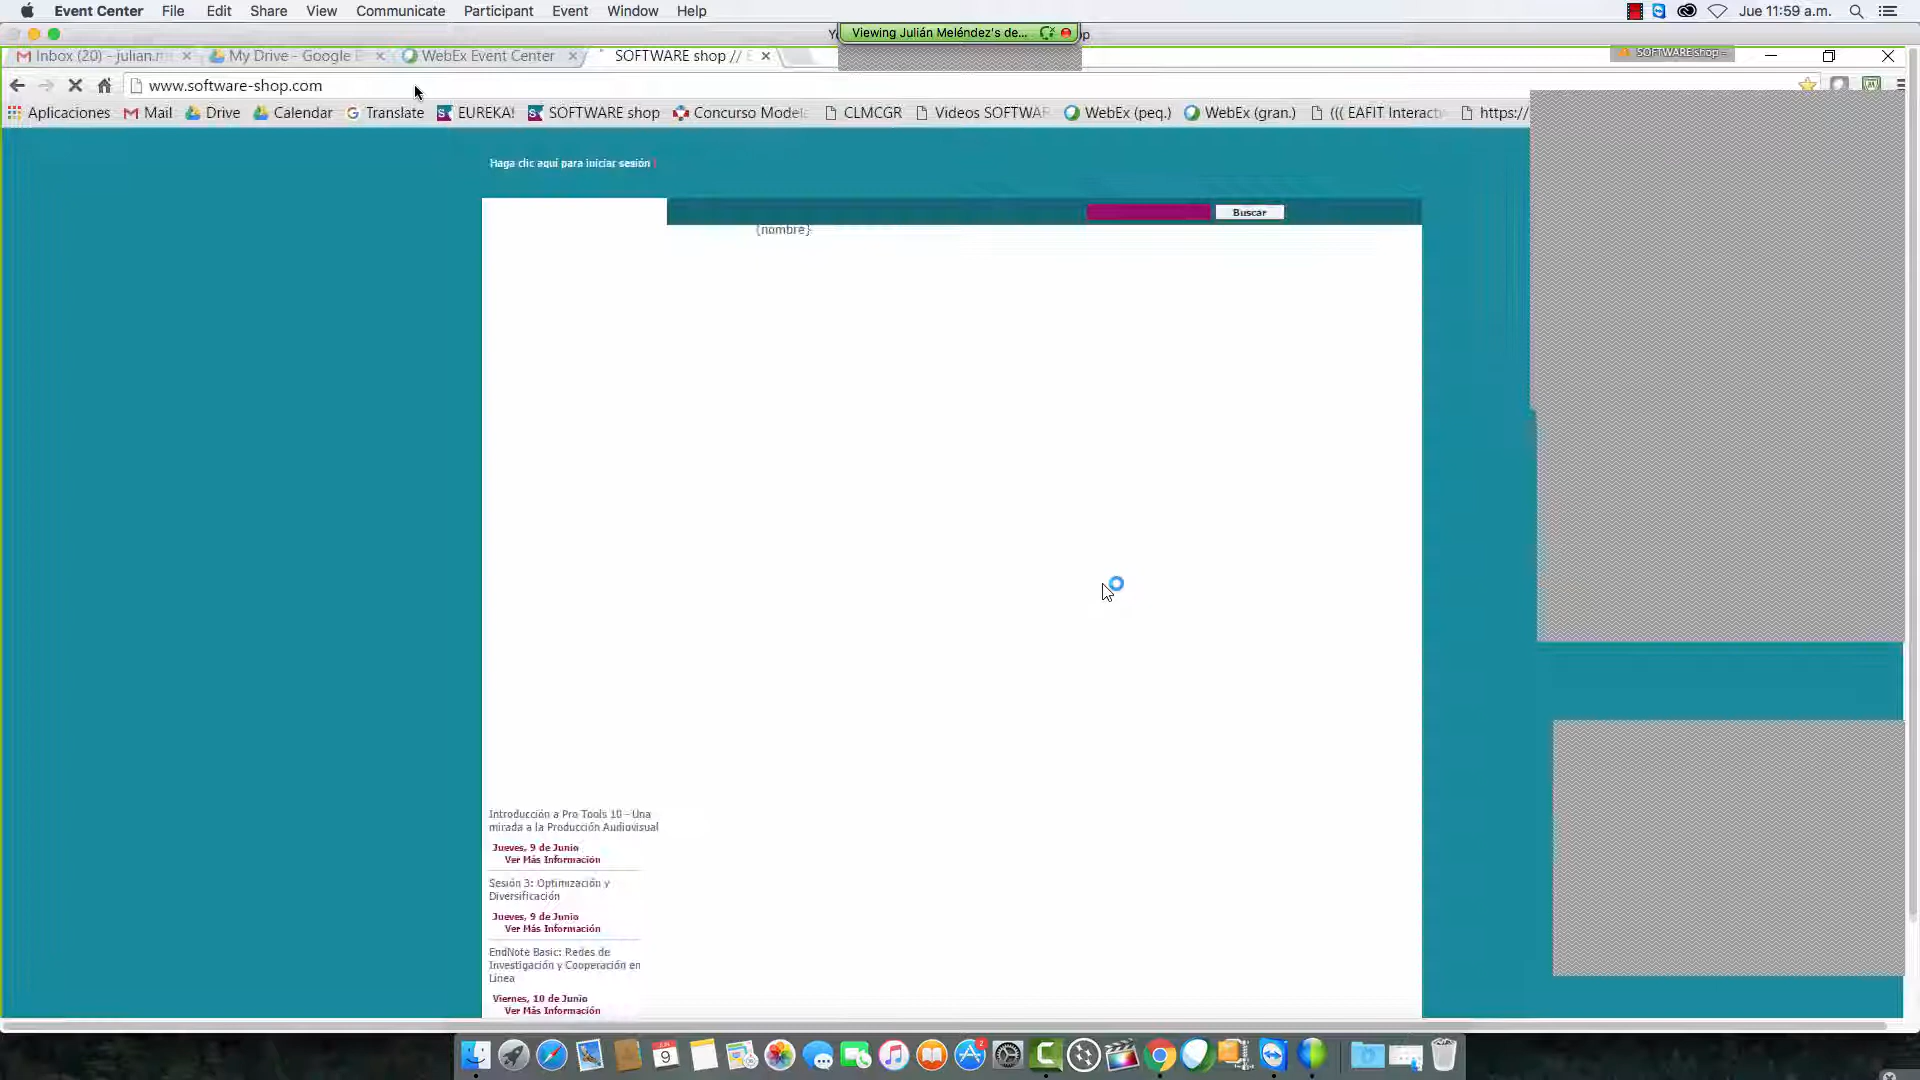 Event Center File Edit Share View Communicate Participant Event Window Help Jue 11:59 a.m.
Viewing Julián Meléndez's de...
Inbox (20) - julian.m My Drive - Google WebEx Event Center SOFTWARE shop // SOFTWARE shop -
www.software-shop.com
Aplicaciones Mail Drive Calendar Translate EUREKA! SOFTWARE shop Concurso Model CLMCGR Videos SOFTWAR WebEx (peq.) WebEx (gran.) ((( EAFIT Interact https://
Haga clic aquí para iniciar sesión
Buscar
{nombre}
Introducción a Pro Tools 10 - Una
mirada a la Producción Audiovisual
Jueves, 9 de Junio
Ver Más Información
Sesión 3: Optimización y
Diversificación
Jueves, 9 de Junio
Ver Más Información
EndNote Basic: Redes de
Investigación y Cooperación en
Línea
Viernes, 10 de Junio
Ver Más Información
JUN
9
2